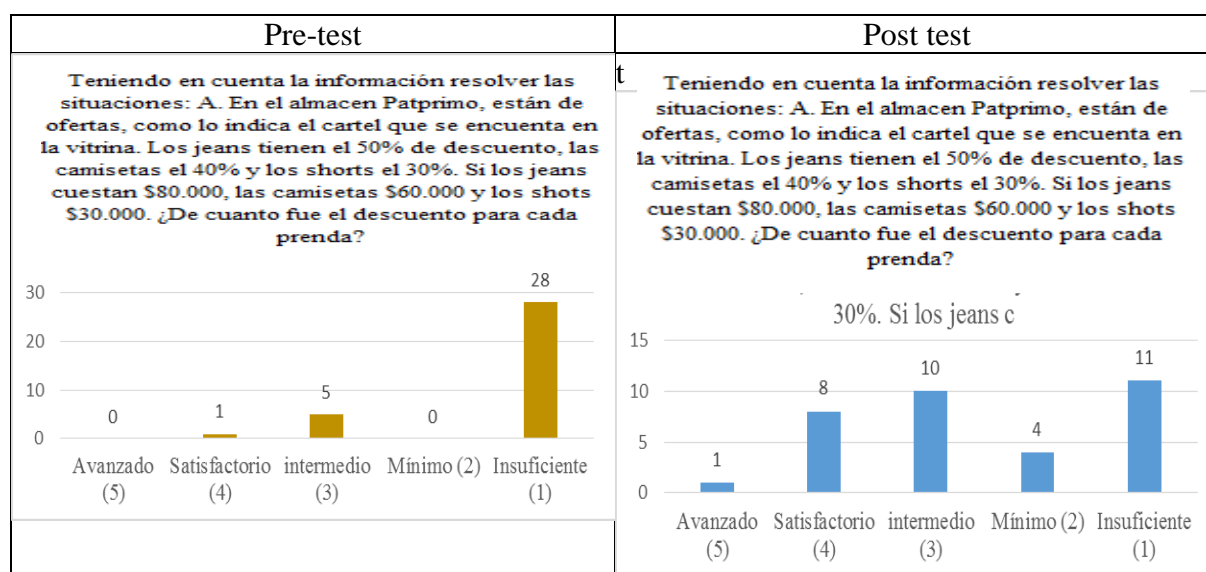 Pre-test
Post test
Teniendo en cuenta la información resolver las
situaciones: A. En el almacen Patprimo, están de
ofertas, como lo indica el cartel que se encuenta en
la vitrina. Los jeans tienen el 50% de descuento, las
camisetas el 40% y los shorts el 30%. Si los jeans
cuestan $80.000, las camisetas $60.000 y los shots
$30.000. ¿De cuanto fue el descuento para cada
prenda?
30
20
10
0
0
1
5
0
28
Avanzado
(5)
Satisfactorio
(4)
intermedio
(3)
Mínimo (2)
Insuficiente
(1)
t
Teniendo en cuenta la información resolver las
situaciones: A. En el almacen Patprimo, están de
ofertas, como lo indica el cartel que se encuenta en
la vitrina. Los jeans tienen el 50% de descuento, las
camisetas el 40% y los shorts el 30%. Si los jeans
cuestan $80.000, las camisetas $60.000 y los shots
$30.000. ¿De cuanto fue el descuento para cada
prenda?
30%. Si los jeans c
15
10
5
0
1
8
10
4
11
Avanzado
(5)
Satisfactorio
(4)
intermedio
(3)
Mínimo (2)
Insuficiente
(1)